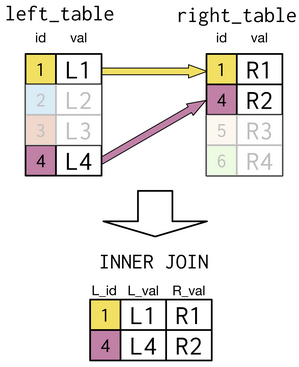 left_table right_table
id val id val
1 L1 1 R1
2 L2 4 R2
3 L3 5 R3
4 L4 6 R4
INNER JOIN
L_id L_val R_val
1 L1 R1
4 L4 R2